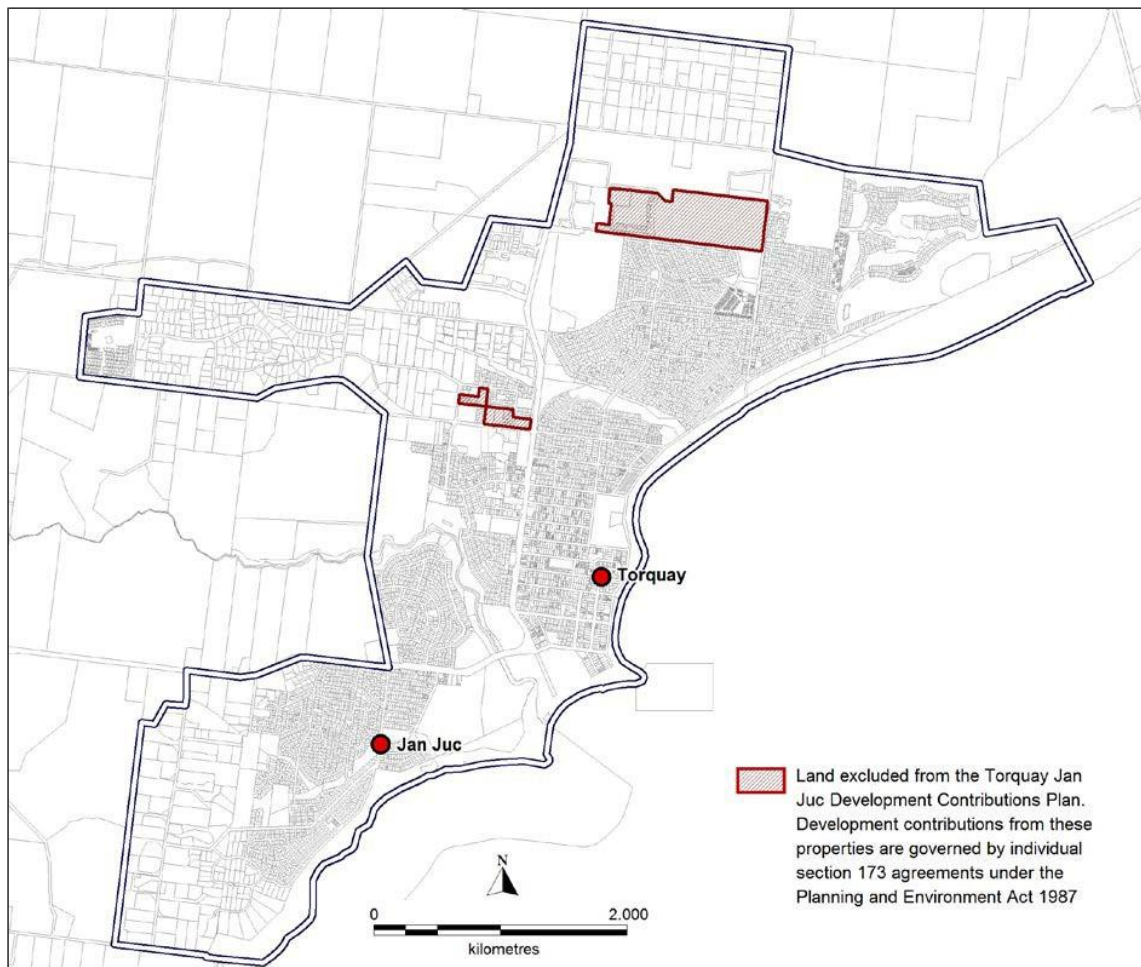 Torquay
Jan Juc
Land excluded from the Torquay Jan
Juc Development Contributions Plan.
Development contributions from these
properties are governed by individual
section 173 agreements under the
Planning and Environment Act 1987
N
0 2.000
kilometres